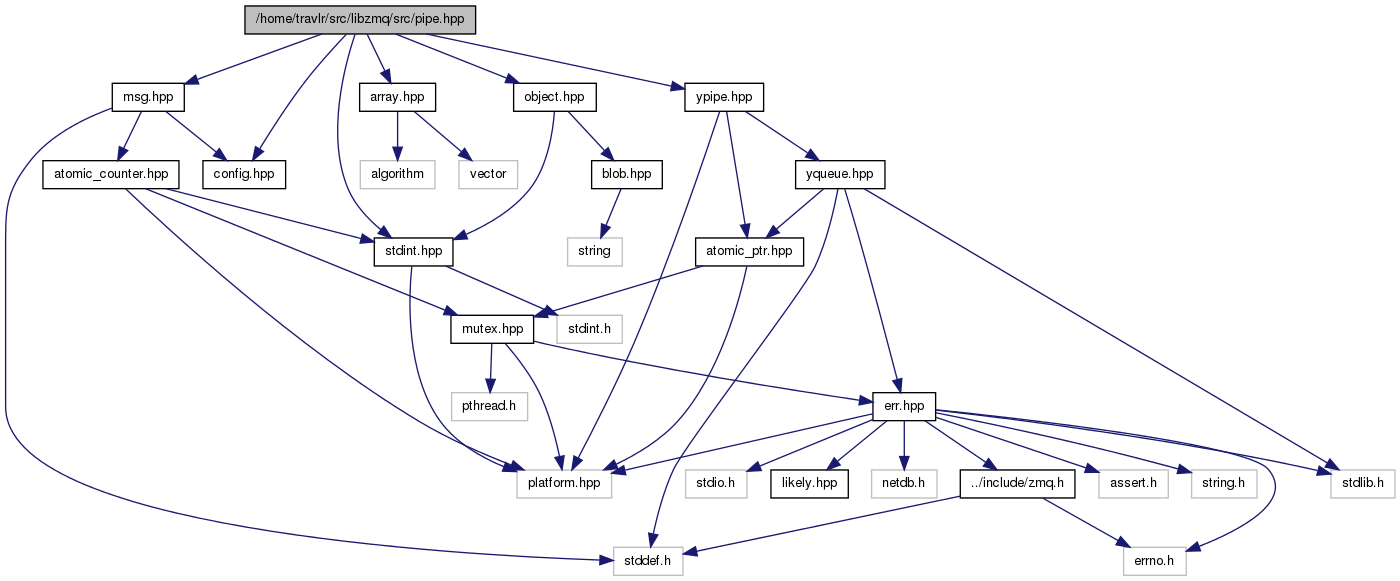 /home/travlr/src/libzmq/src/pipe.hpp
msg.hpp
array.hpp
object.hpp
ypipe.hpp
atomic_counter.hpp
config.hpp
algorithm
vector
blob.hpp
yqueue.hpp
stdint.hpp
string
atomic_ptr.hpp
mutex.hpp
stdint.h
pthread.h
err.hpp
platform.hpp
stdio.h
likely.hpp
netdb.h
../include/zmq.h
assert.h
string.h
stdlib.h
stddef.h
errno.h